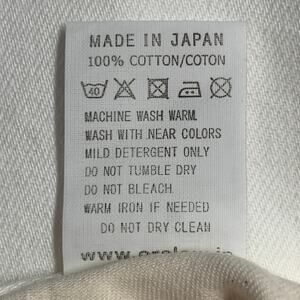 MADE IN JAPAN
100% COTTON/COTON
40
MACHINE WASH WARM.
WASH WITH NEAR COLORS
MILD DETERGENT ONLY
DO NOT TUMBLE DRY
DO NOT BLEACH
WARM IRON IF NEEDED
DO NOT DRY CLEAN